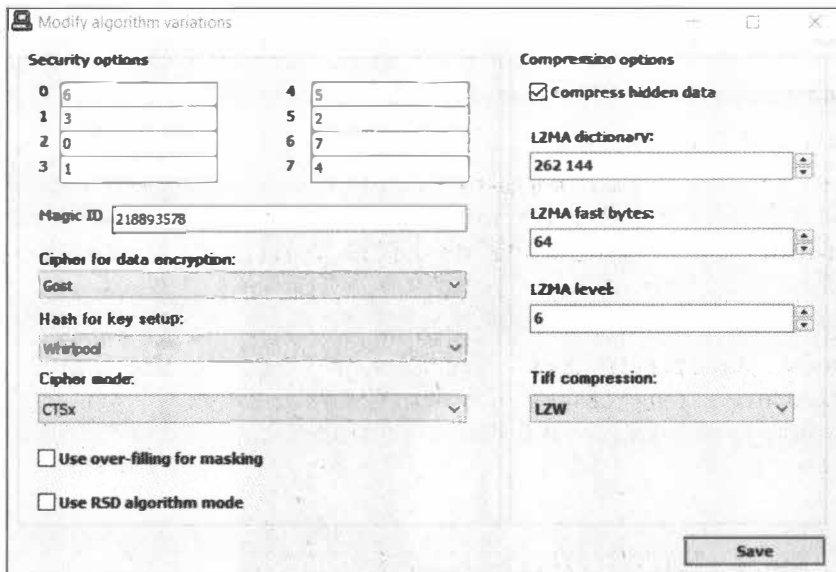 Modify algorithm variations
Security options
0 6
1 3
2 0
3 1
4 5
5 2
6 7
7 4
Magic ID 218893578
Cipher for data encryption:
Gost
Hash for key setup:
Whirlpool
Cipher mode:
CTSx
Use over-filling for masking
Use RSD algorithm mode
Compression options
Compress hidden data
LZMA dictionary:
262 144
LZMA fast bytes:
64
LZMA level:
6
Tiff compression:
LZW
Save